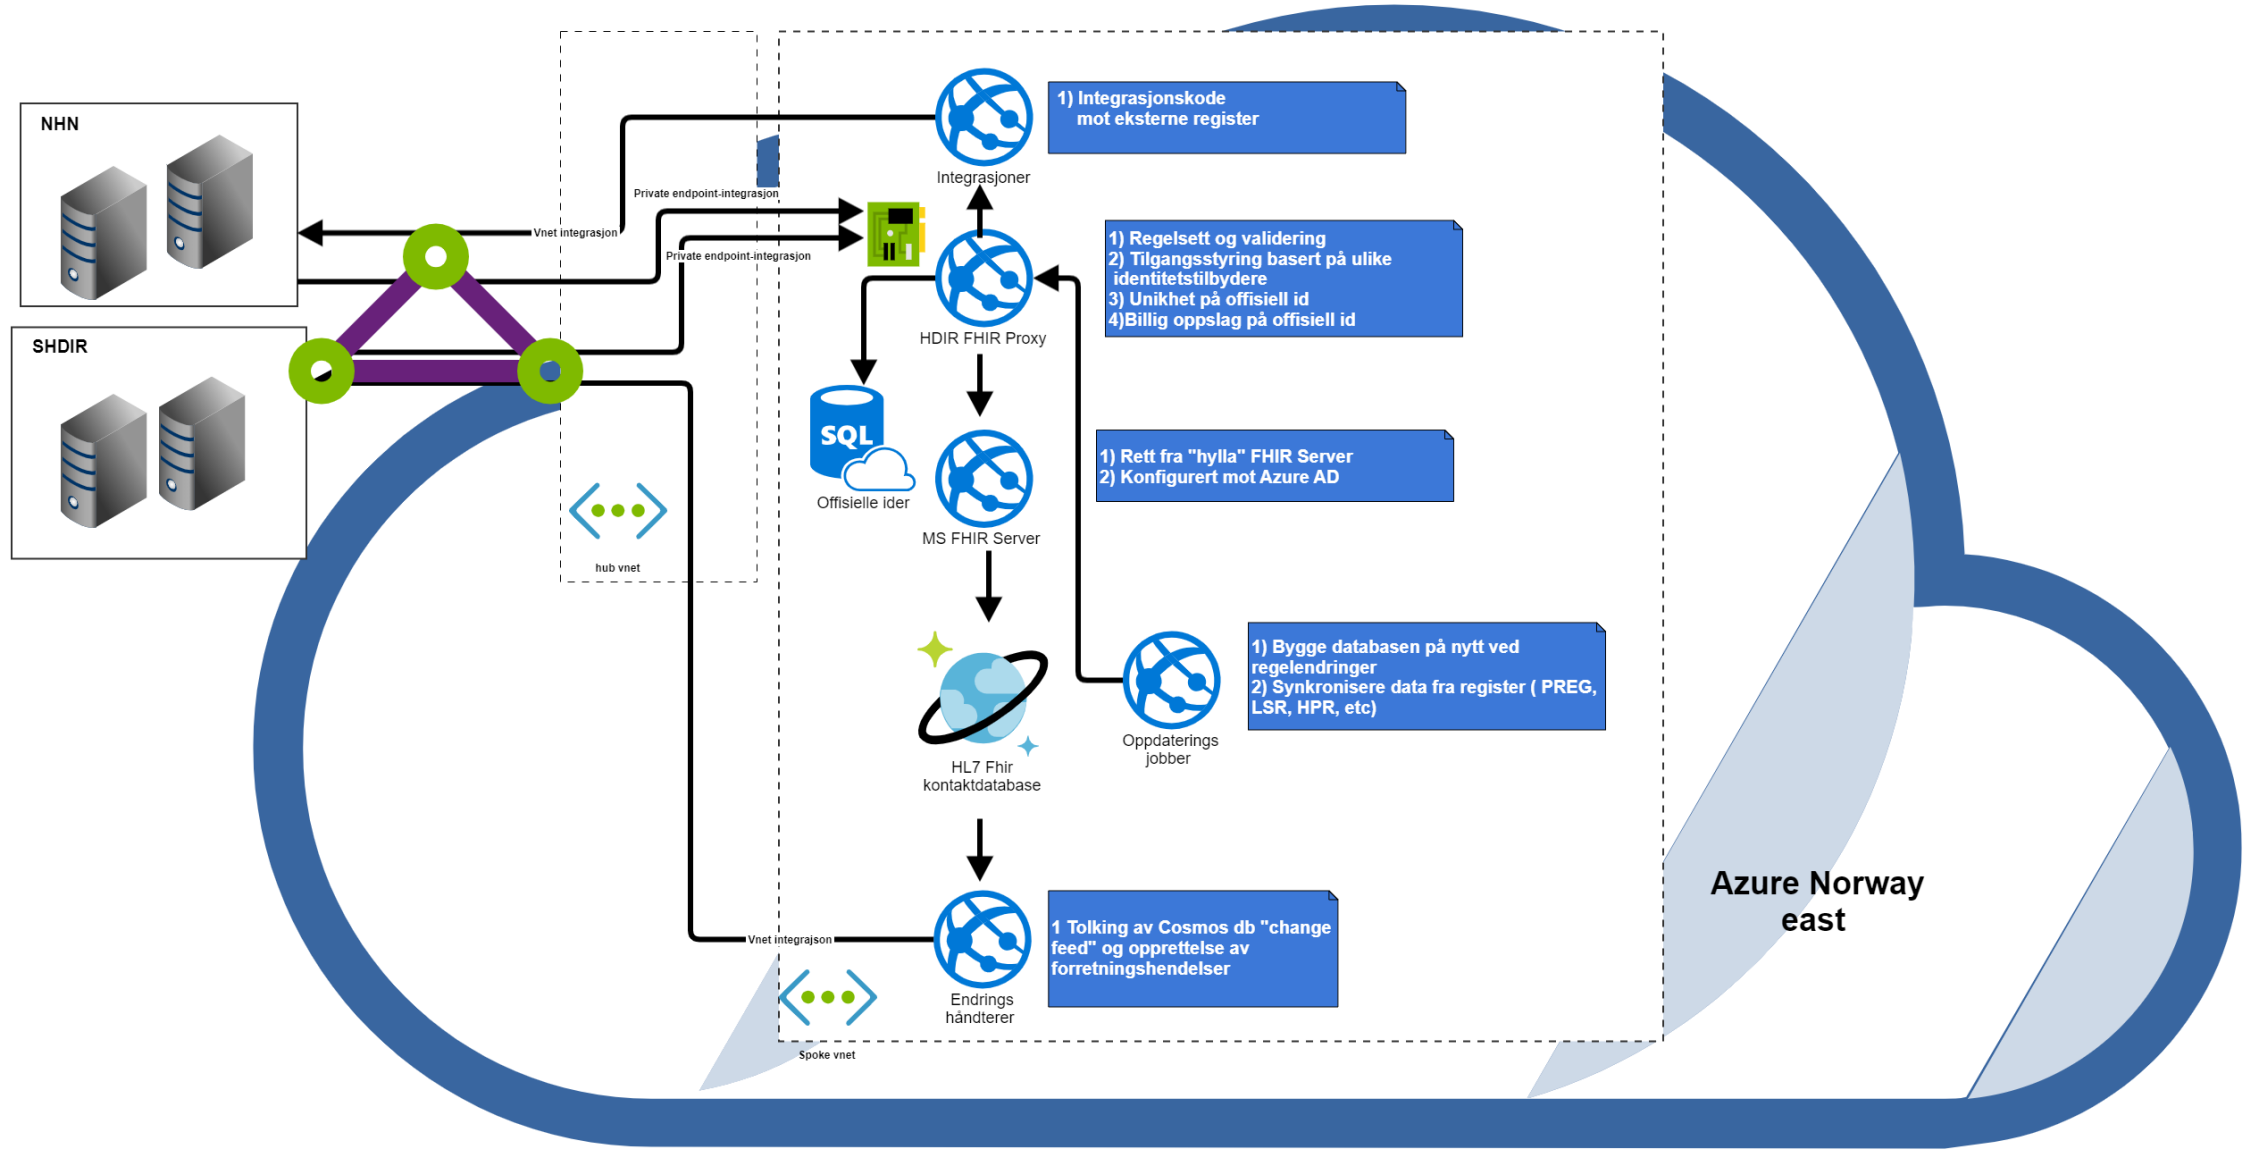 NHN
SHDIR
Private endpoint-integrasjon
Vnet integrasjon
Private endpoint-integrasjon
hub vnet
Integrasjoner
1) Integrasjonskode
mot eksterne register
HDIR FHIR Proxy
1) Regelsett og validering
2) Tilgangsstyring basert på ulike
identitetstilbydere
3) Unikhet på offisiell id
4)Billig oppslag på offisiell id
SQL
Offisielle ider
MS FHIR Server
1) Rett fra "hylla" FHIR Server
2) Konfigurert mot Azure AD
HL7 Fhir
kontaktdatabase
Oppdaterings
jobber
1) Bygge databasen på nytt ved
regelendringer
2) Synkronisere data fra register ( PREG,
LSR, HPR, etc)
Vnet integrajson
Endrings
håndterer
1 Tolking av Cosmos db "change
feed" og opprettelse av
forretningshendelser
Spoke vnet
Azure Norway
east